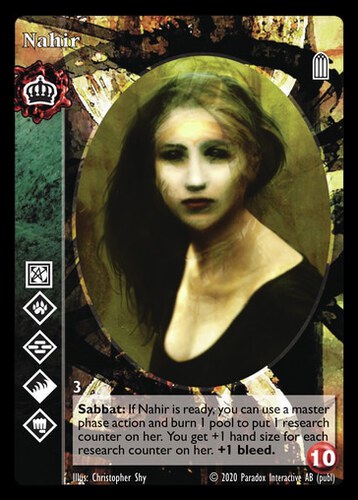 Nahir
3
Sabbat: If Nahir is ready, you can use a master
phase action and burn 1 pool to put 1 research
counter on her. You get +1 hand size for each
research counter on her. +1 bleed.
10
Illus: Christopher Shy
© 2020 Paradox Interactive AB (publ)